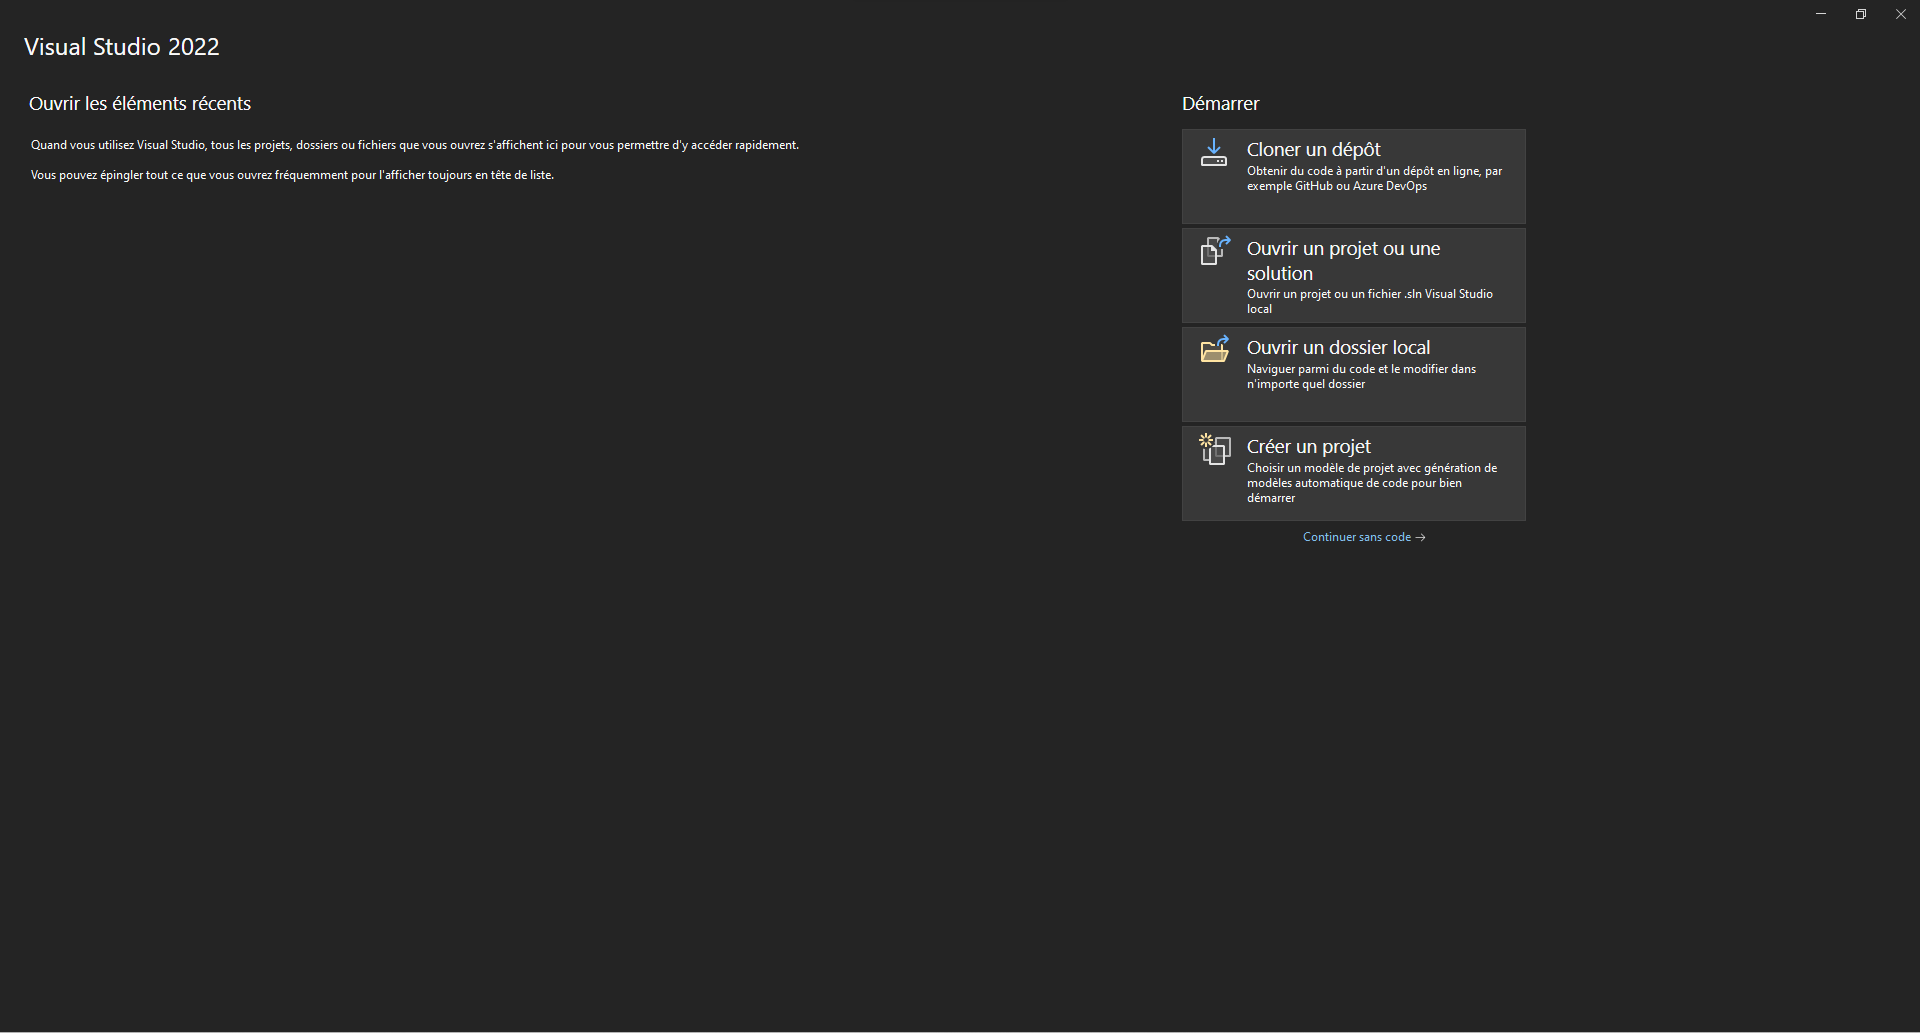 Visual Studio 2022
Ouvrir les éléments récents
Quand vous utilisez Visual Studio, tous les projets, dossiers ou fichiers que vous ouvrez s'affichent ici pour vous permettre d'y accéder rapidement.
Vous pouvez épingler tout ce que vous ouvrez fréquemment pour l'afficher toujours en tête de liste.
Démarrer
Cloner un dépôt
Obtenir du code à partir d'un dépôt en ligne, par
exemple GitHub ou Azure DevOps
Ouvrir un projet ou une
solution
Ouvrir un projet ou un fichier .sln Visual Studio
local
Ouvrir un dossier local
Naviguer parmi du code et le modifier dans
n'importe quel dossier
Créer un projet
Choisir un modèle de projet avec génération de
modèles automatique de code pour bien
démarrer
Continuer sans code →